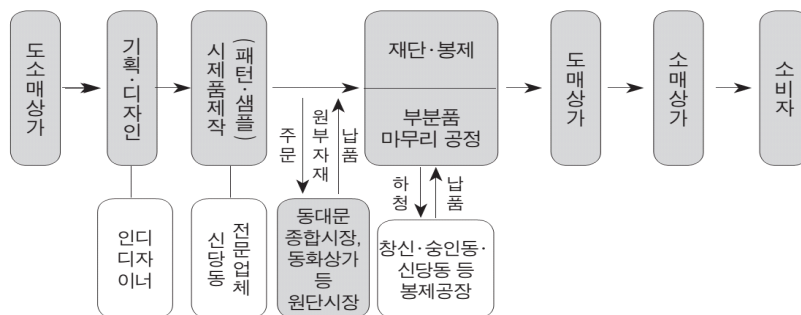 도소매상가
기획·디자인
시제품제작
(패턴·샘플)
재단·봉제
부분품
마무리 공정
도매상가
소매상가
소비자
주문
원부자재
납품
하청
납품
인디
디자
이너
신당동
전문업체
동대문
종합시장,
동화상가
등
원단시장
창신·숭인동·
신당동 등
봉제공장